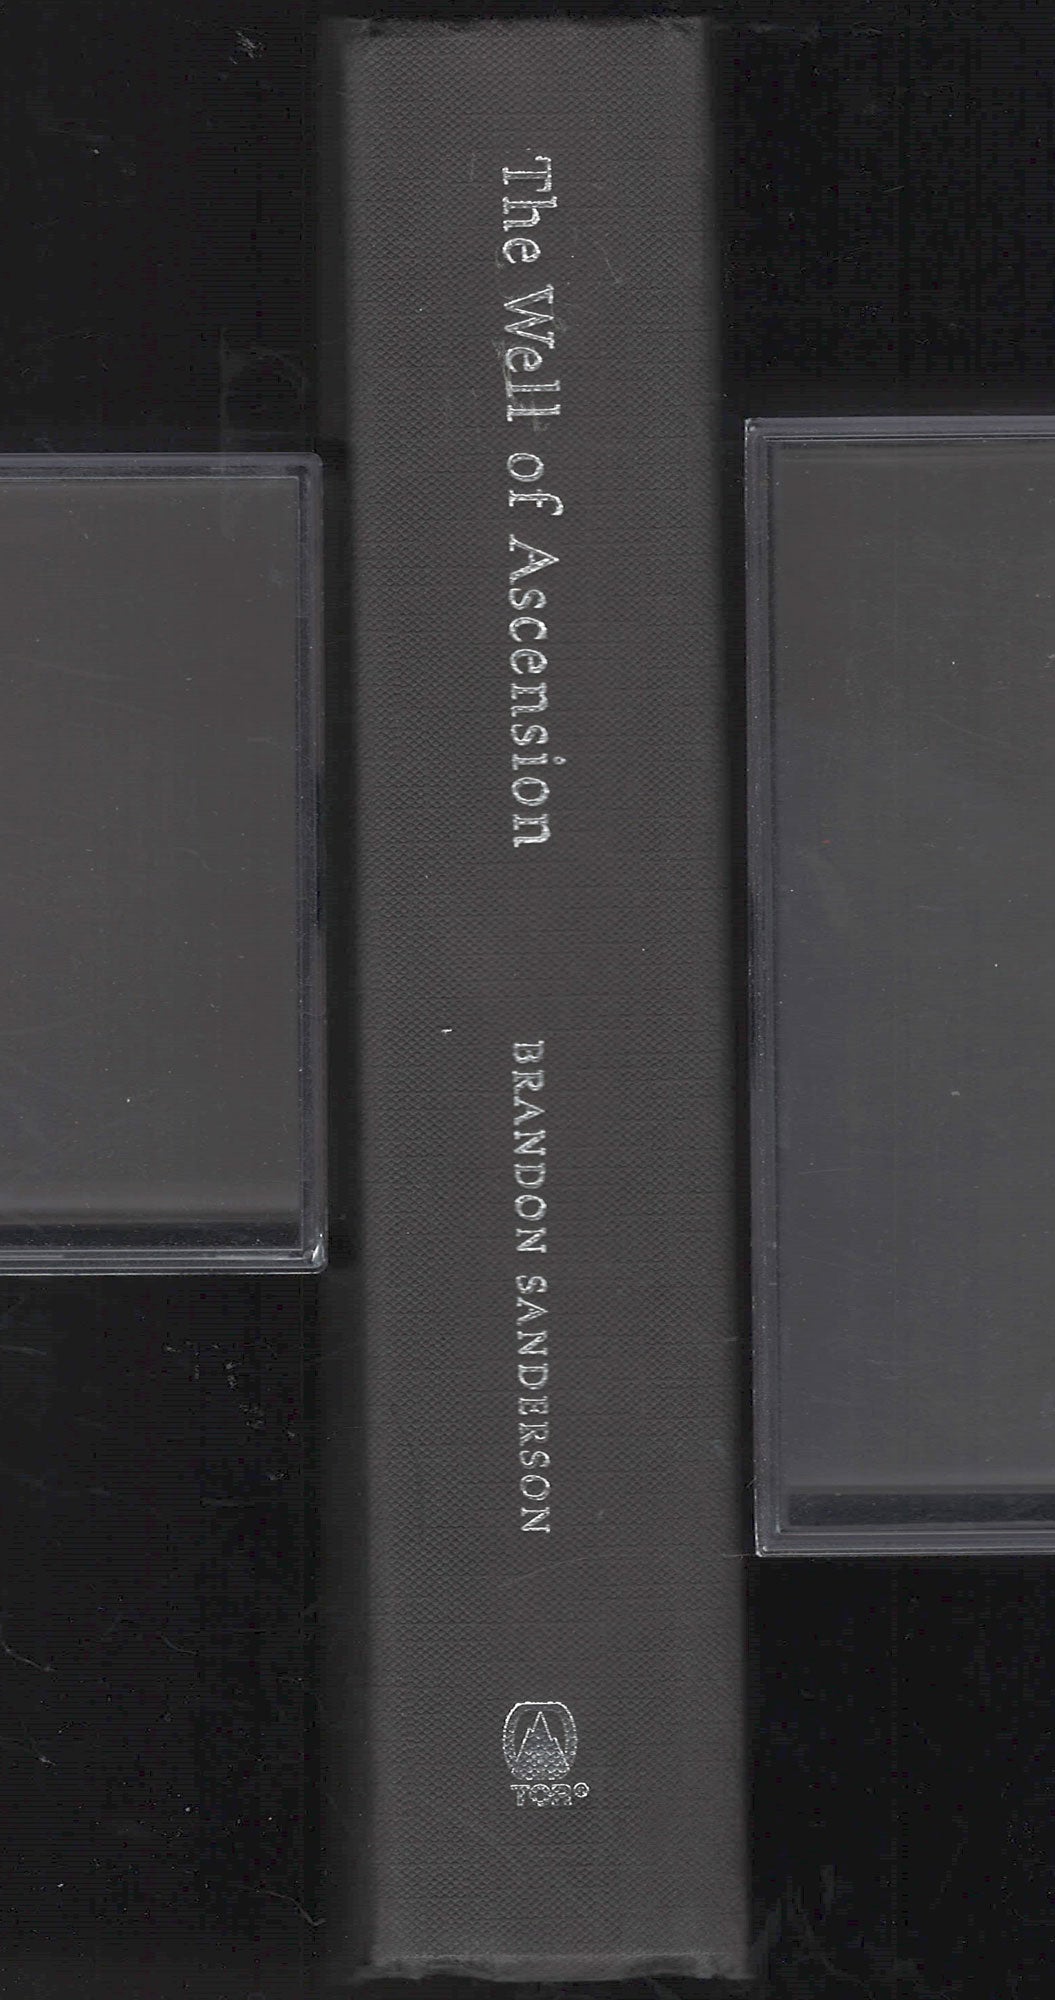 The Well of Ascension
BRANDON SANDERSON
TOR®